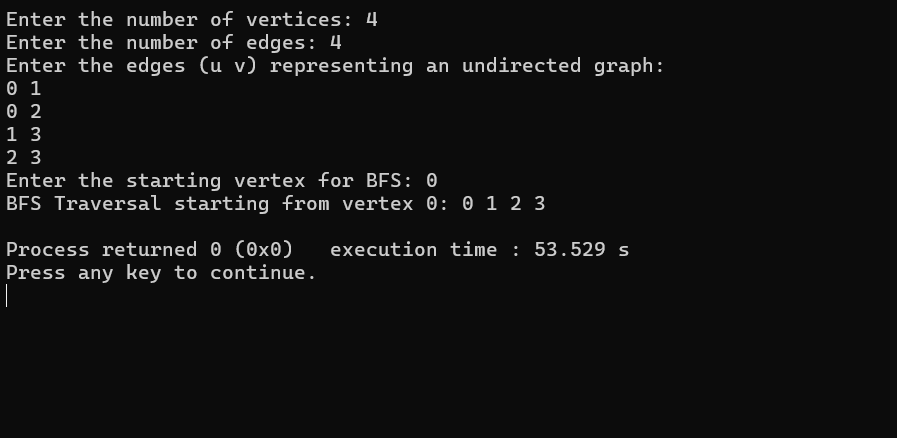 Enter the number of vertices: 4
Enter the number of edges: 4
Enter the edges (u v) representing an undirected graph:
0 1
0 2
1 3
2 3
Enter the starting vertex for BFS: 0
BFS Traversal starting from vertex 0: 0 1 2 3
Process returned 0 (0x0)   execution time : 53.529 s
Press any key to continue.